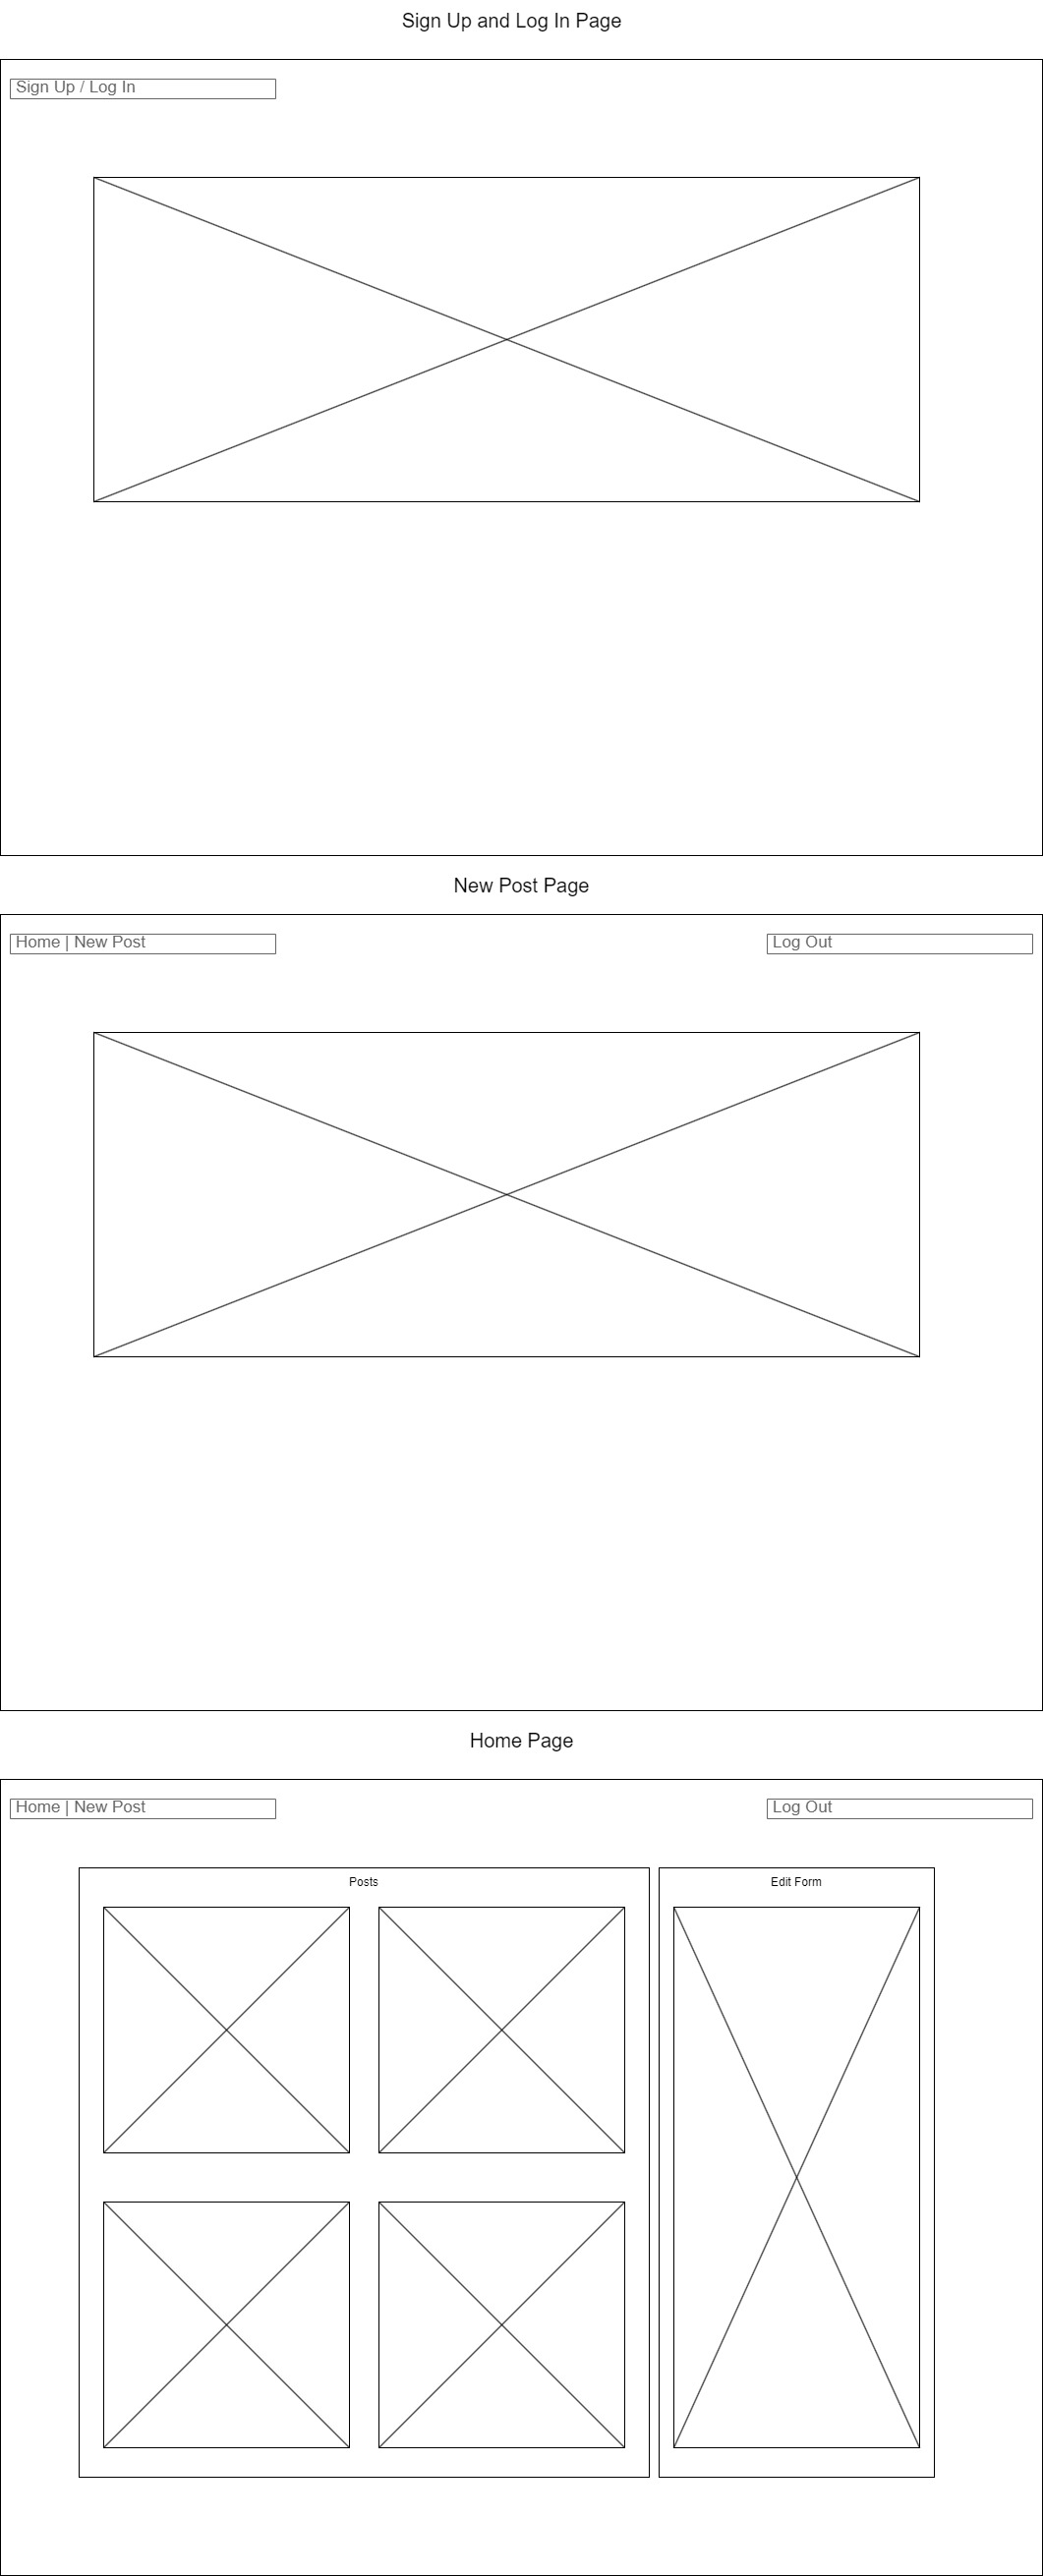 Sign Up and Log In Page
Sign Up / Log In
New Post Page
Home | New Post
Log Out
Home Page
Home | New Post
Log Out
Posts
Edit Form